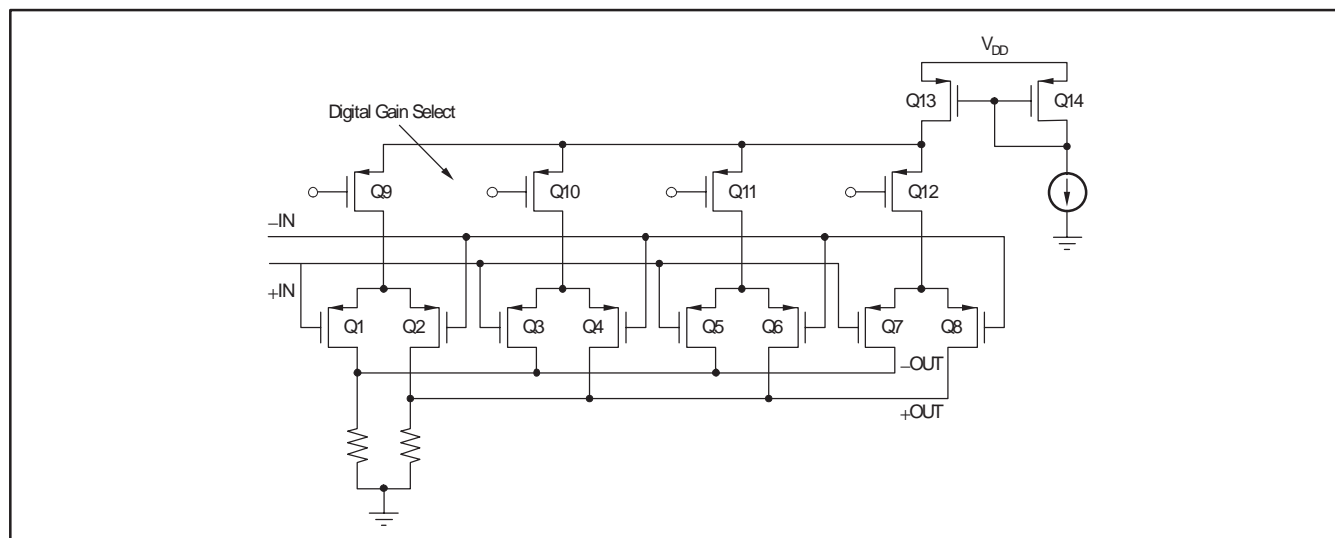 V_DD
Q13
Q14
Digital Gain Select
Q9
Q10
Q11
Q12
–IN
+IN
Q1
Q2
Q3
Q4
Q5
Q6
Q7
Q8
–OUT
+OUT